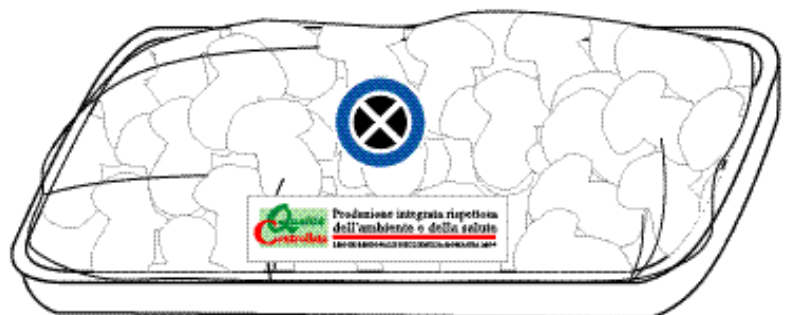 Qualità
Controllata
Produzione integrata rispettosa
dell'ambiente e della salute